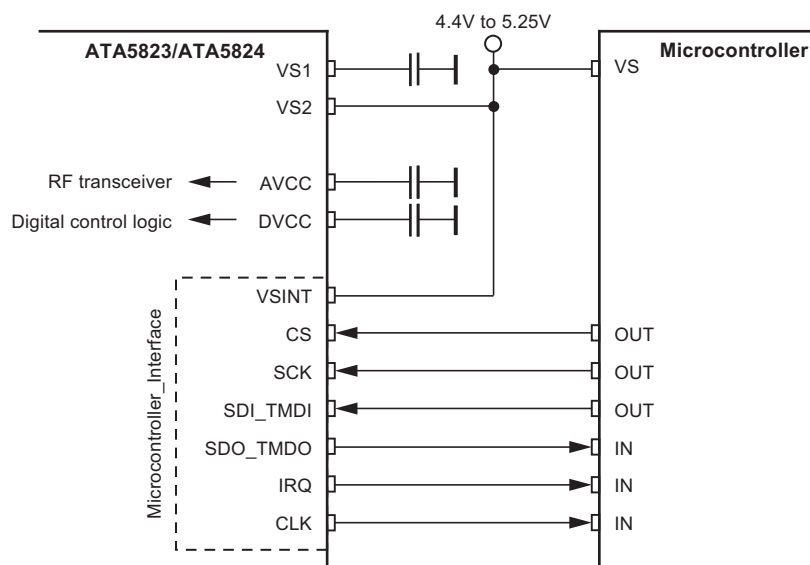 4.4V to 5.25V
ATA5823/ATA5824
Microcontroller
VS1
VS
VS2
RF transceiver
AVCC
Digital control logic
DVCC
Microcontroller_Interface
VSINT
CS
OUT
SCK
OUT
SDI_TMDI
OUT
SDO_TMDO
IN
IRQ
IN
CLK
IN